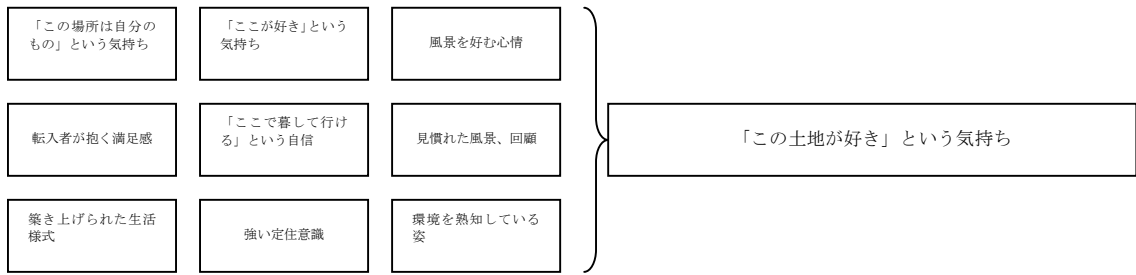 「この場所は自分の
もの」という気持ち
「ここが好き」という
気持ち
風景を好む心情
転入者が抱く満足感
「ここで暮して行け
る」という自信
見慣れた風景、回顧
築き上げられた生活
様式
強い定住意識
環境を熟知している
姿
「この土地が好き」という気持ち